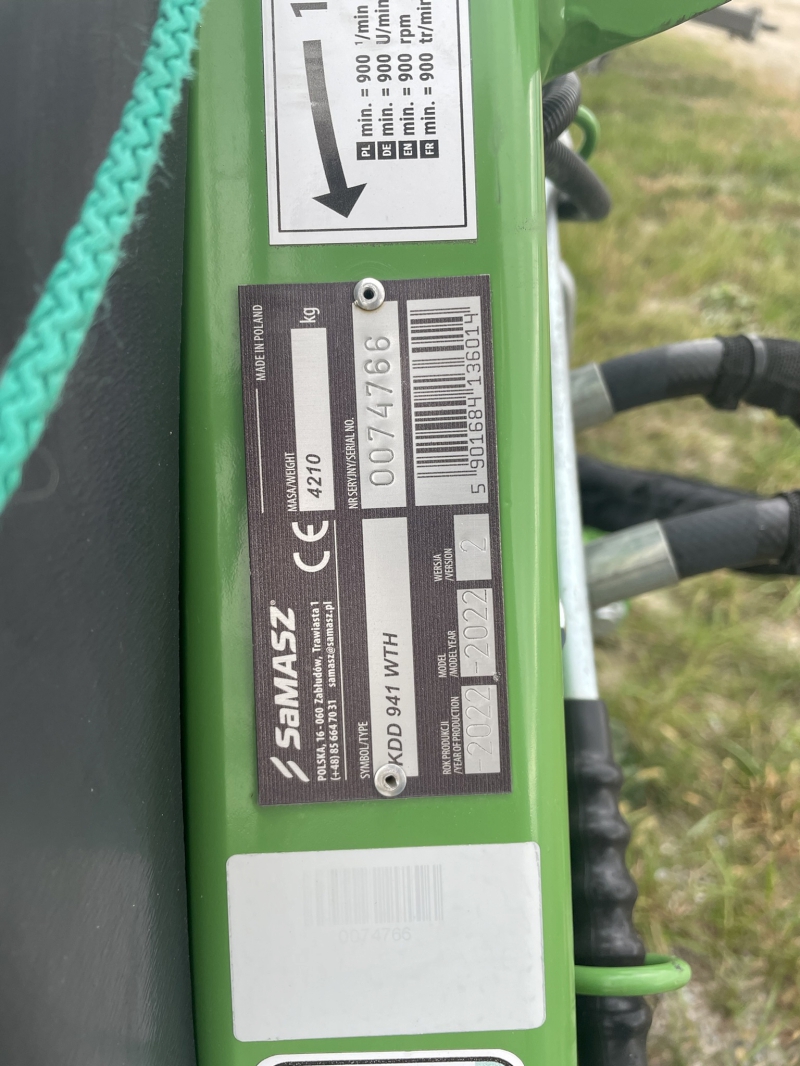 1
PL min. = 900 ¹/min
DE min. = 900 U/min
EN min. = 900 rpm
FR min. = 900 tr/min
SaMASZ®
POLSKA, 16 - 060 Zabłudów, Trawiasta 1
(+48) 85 664 70 31 samasz@samasz.pl
CE
MADE IN POLAND
MASA/WEIGHT
4210 kg
SYMBOL/TYPE
KDD 941 WTH
NR SERYJNY/SERIAL NO.
0074766
ROK PRODUKCJI
/YEAR OF PRODUCTION
-2022-
MODEL
/MODEL YEAR
-2022-
WERSJA
/VERSION
2
5 901684 136014
0074766